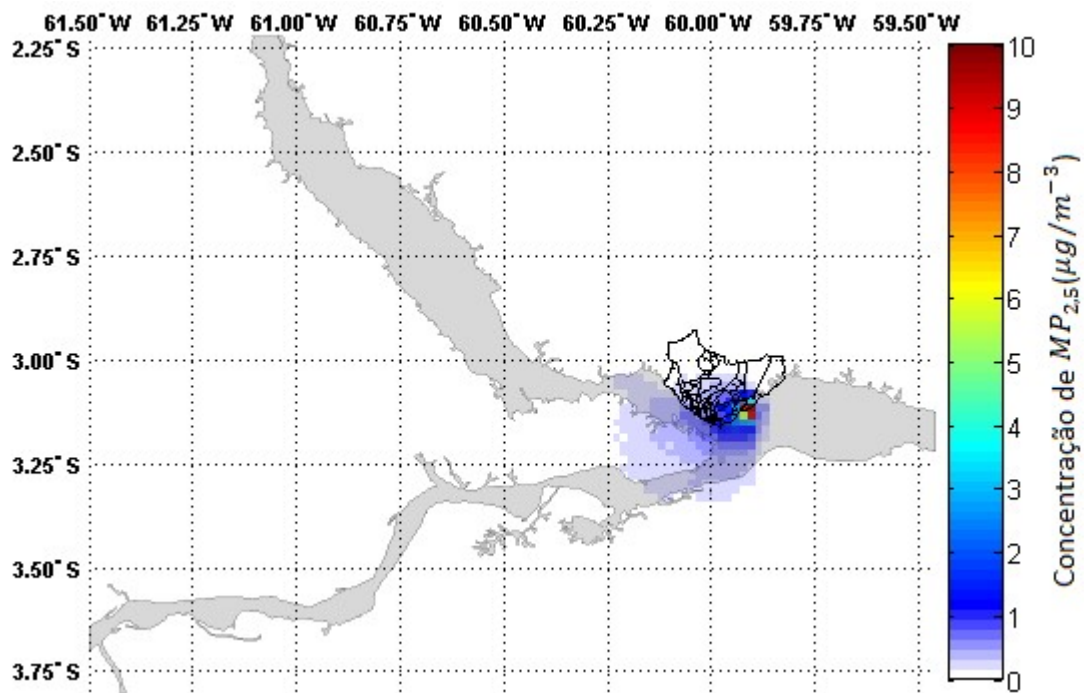 61.50° W 61.25° W 61.00° W 60.75° W 60.50° W 60.25° W 60.00° W 59.75° W 59.50° W
2.25° S
2.50° S
2.75° S
3.00° S
3.25° S
3.50° S
3.75° S
10
9
8
7
6
5
4
3
2
1
0
Concentração de MP₂,₅(μg/m⁻³)